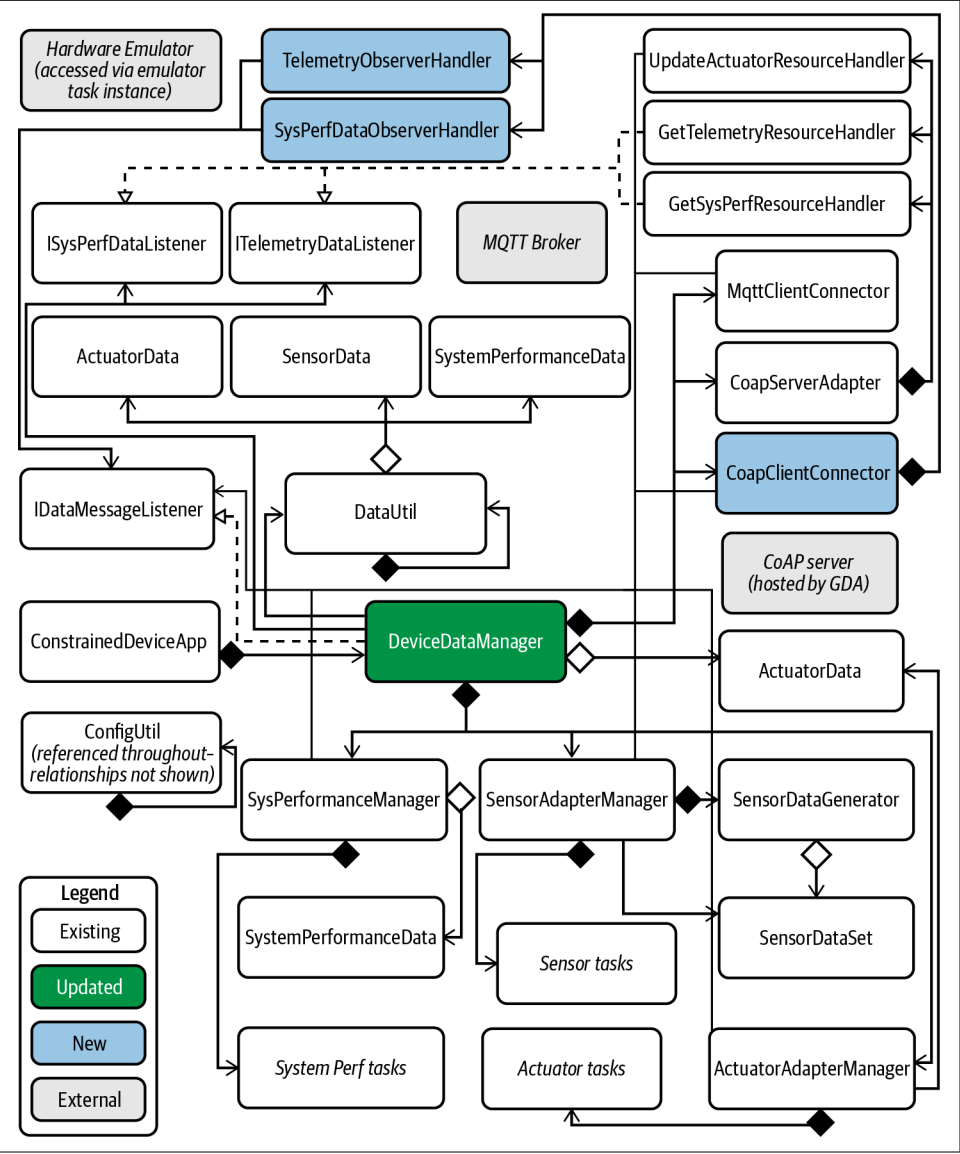 Hardware Emulator
(accessed via emulator
task instance)
TelemetryObserverHandler
SysPerfDataObserverHandler
UpdateActuatorResourceHandler
GetTelemetryResourceHandler
GetSysPerfResourceHandler
ISysPerfDataListener
ITelemetryDataListener
MQTT Broker
MqttClientConnector
ActuatorData
SensorData
SystemPerformanceData
CoapServerAdapter
CoapClientConnector
IDataMessageListener
DataUtil
CoAP server
(hosted by GDA)
ConstrainedDeviceApp
DeviceDataManager
ActuatorData
ConfigUtil
(referenced throughout–
relationships not shown)
SysPerformanceManager
SensorAdapterManager
SensorDataGenerator
SystemPerformanceData
Sensor tasks
SensorDataSet
System Perf tasks
Actuator tasks
ActuatorAdapterManager
Legend
Existing
Updated
New
External